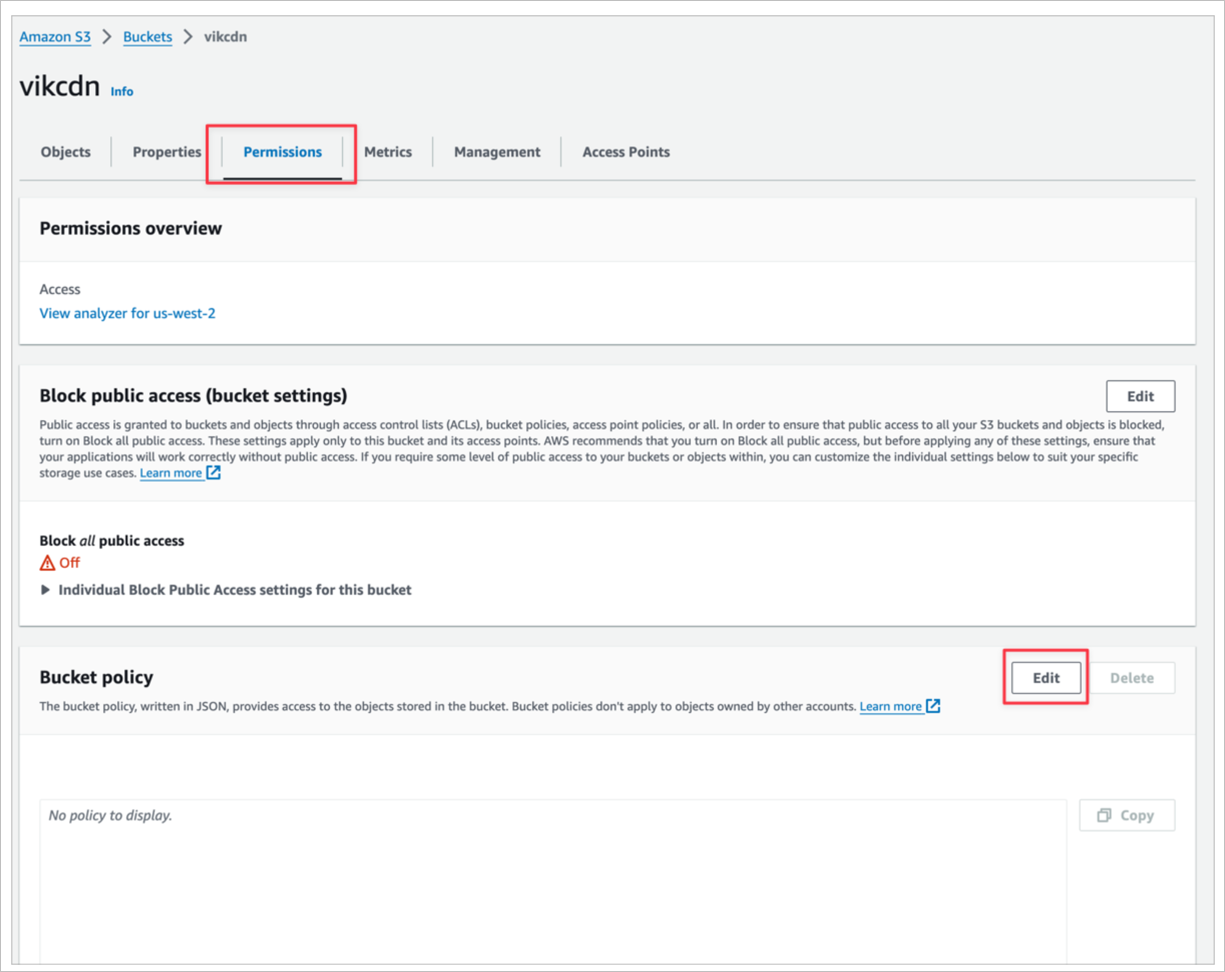 Amazon S3 > Buckets > vikcdn
vikcdn Info
Objects Properties Permissions Metrics Management Access Points
Permissions overview
Access
View analyzer for us-west-2
Block public access (bucket settings) Edit
Public access is granted to buckets and objects through access control lists (ACLs), bucket policies, access point policies, or all. In order to ensure that public access to all your S3 buckets and objects is blocked,
turn on Block all public access. These settings apply only to this bucket and its access points. AWS recommends that you turn on Block all public access, but before applying any of these settings, ensure that
your applications will work correctly without public access. If you require some level of public access to your buckets or objects within, you can customize the individual settings below to suit your specific
storage use cases. Learn more
Block all public access
Off
Individual Block Public Access settings for this bucket
Bucket policy Edit Delete
The bucket policy, written in JSON, provides access to the objects stored in the bucket. Bucket policies don't apply to objects owned by other accounts. Learn more
No policy to display. Copy